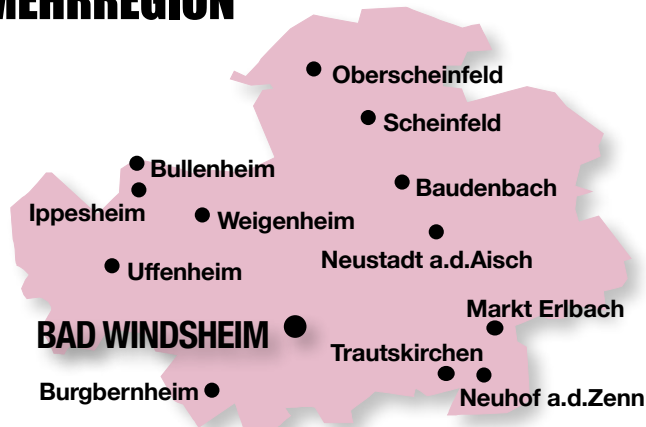 MEHRREGION
Oberscheinfeld
Scheinfeld
Bullenheim
Baudenbach
Ippesheim
Weigenheim
Neustadt a.d.Aisch
Uffenheim
Markt Erlbach
BAD WINDSHEIM
Trautskirchen
Burgbernheim
Neuhof a.d.Zenn